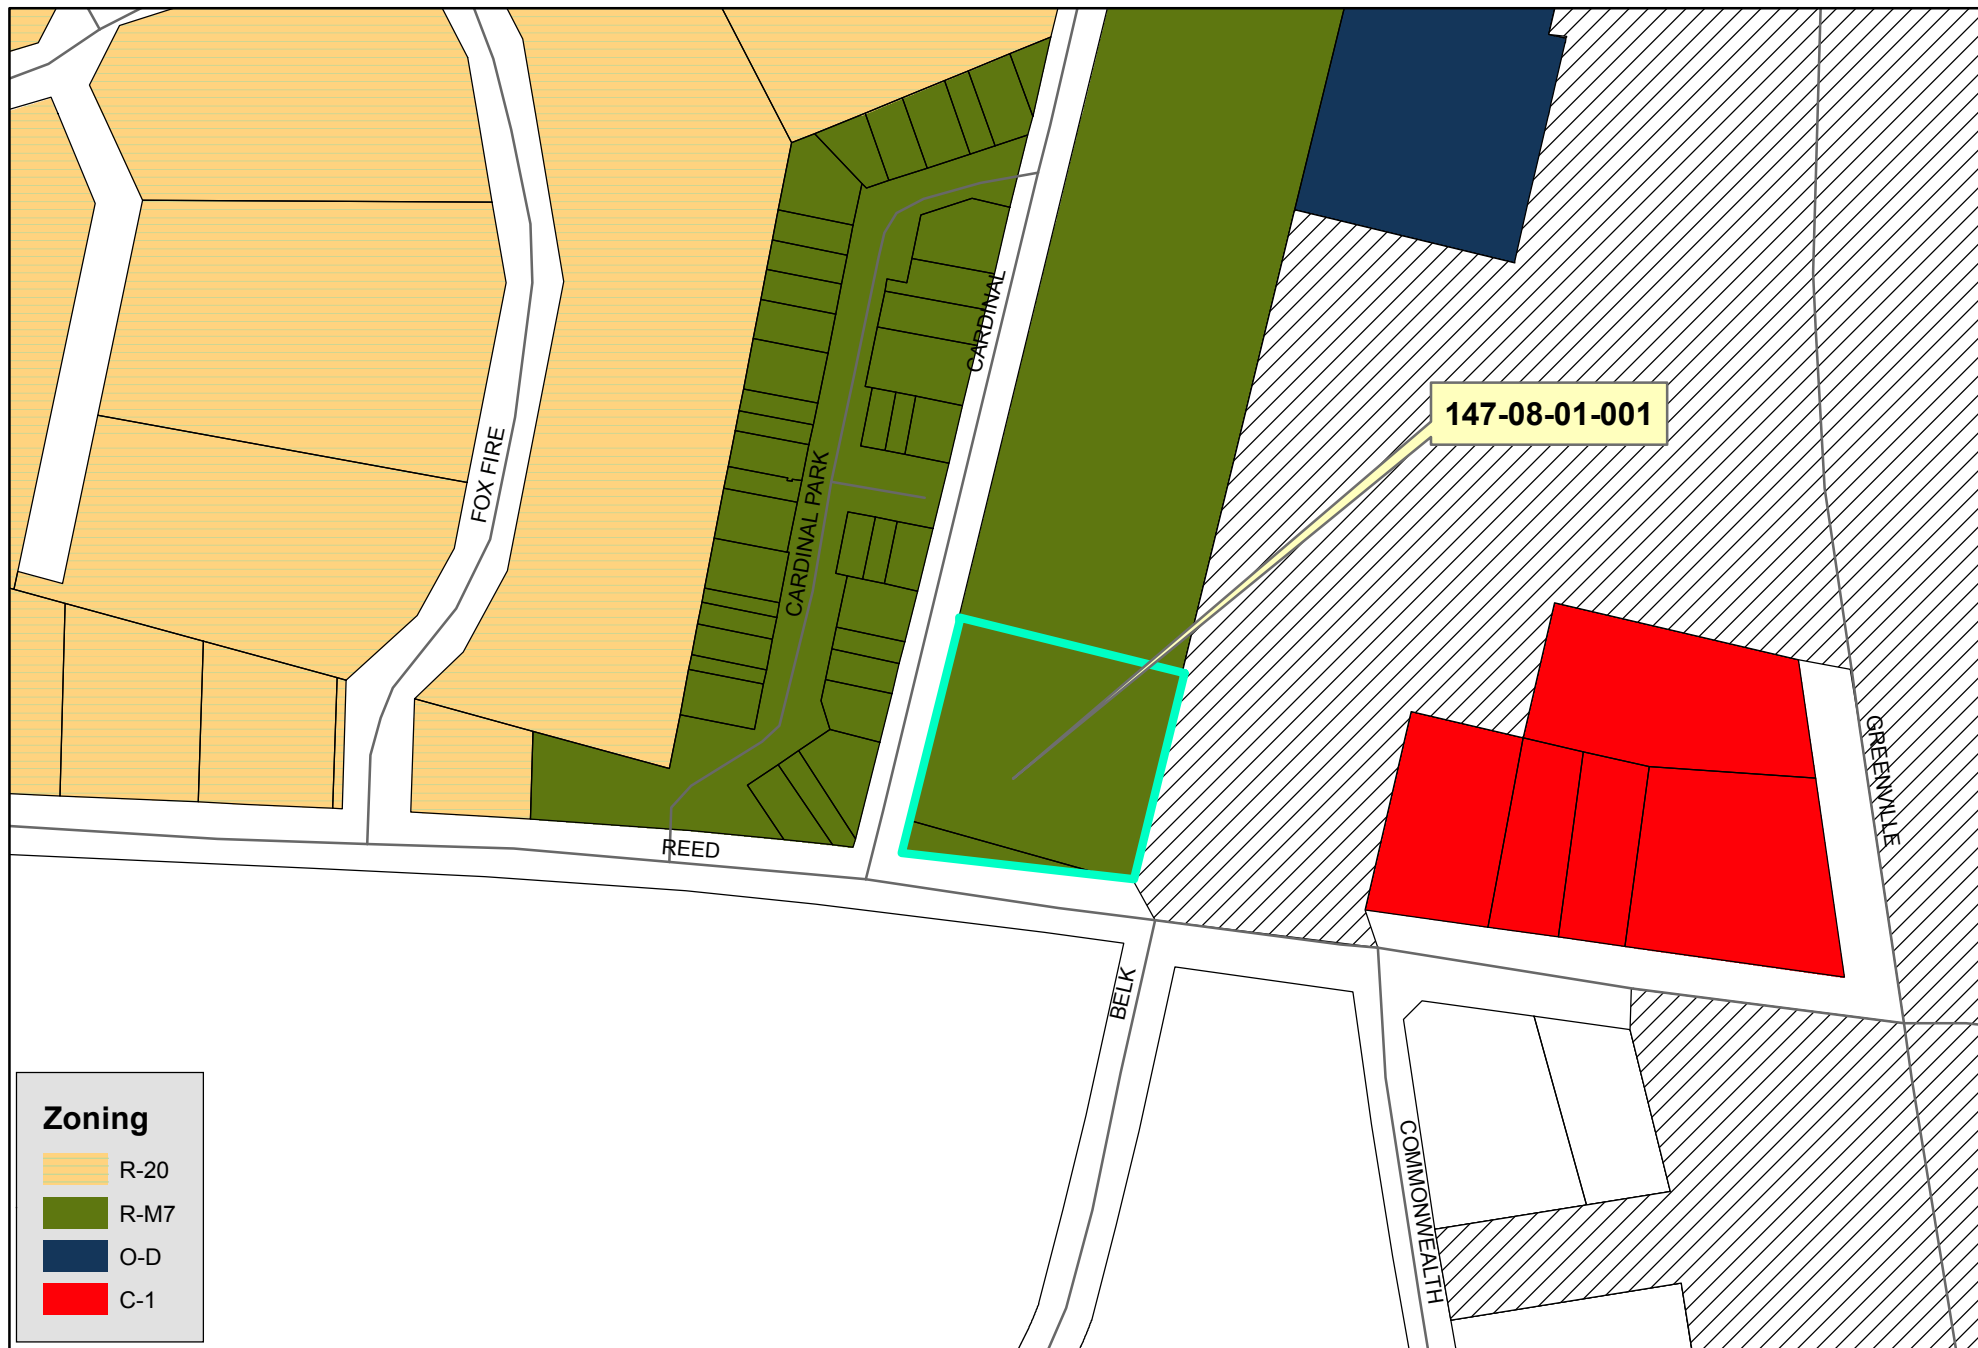 CARDINAL
147-08-01-001
FOX FIRE
CARDINAL PARK
GREENVILLE
REED
BELK
COMMONWEALTH
Zoning
R-20
R-M7
O-D
C-1